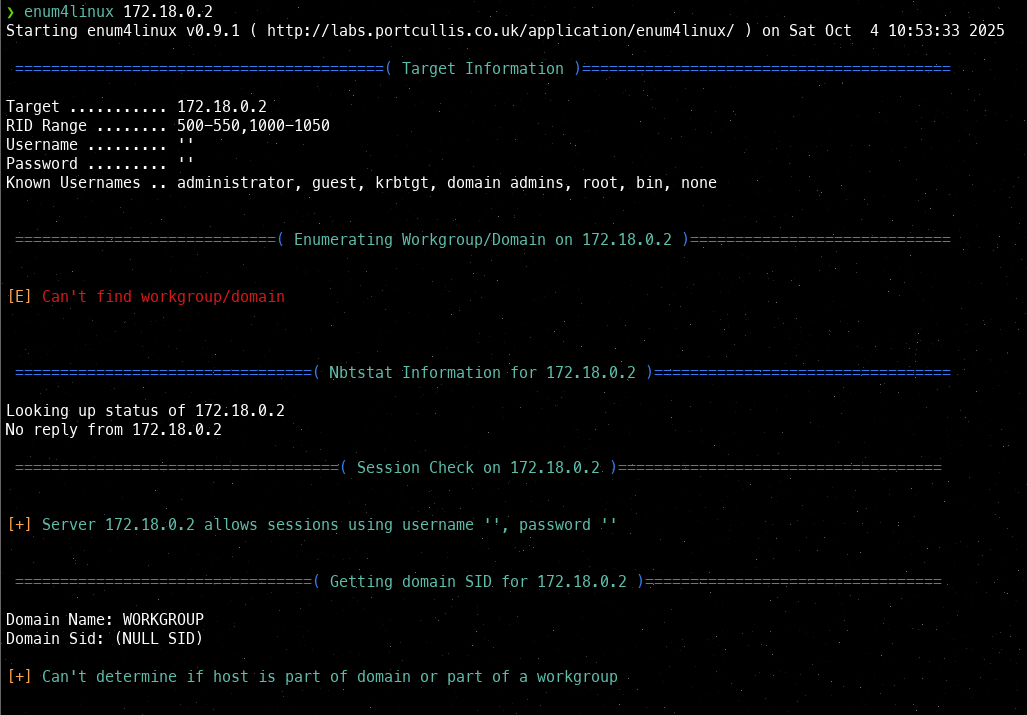 ❯ enum4linux 172.18.0.2
Starting enum4linux v0.9.1 ( http://labs.portcullis.co.uk/application/enum4linux/ ) on Sat Oct  4 10:53:33 2025
 =========================================( Target Information )=========================================
Target ........... 172.18.0.2
RID Range ........ 500-550,1000-1050
Username ......... ''
Password ......... ''
Known Usernames .. administrator, guest, krbtgt, domain admins, root, bin, none
 =============================( Enumerating Workgroup/Domain on 172.18.0.2 )=============================
[E] Can't find workgroup/domain
 =================================( Nbtstat Information for 172.18.0.2 )=================================
Looking up status of 172.18.0.2
No reply from 172.18.0.2
 ====================================( Session Check on 172.18.0.2 )====================================
[+] Server 172.18.0.2 allows sessions using username '', password ''
 =================================( Getting domain SID for 172.18.0.2 )=================================
Domain Name: WORKGROUP
Domain Sid: (NULL SID)
[+] Can't determine if host is part of domain or part of a workgroup